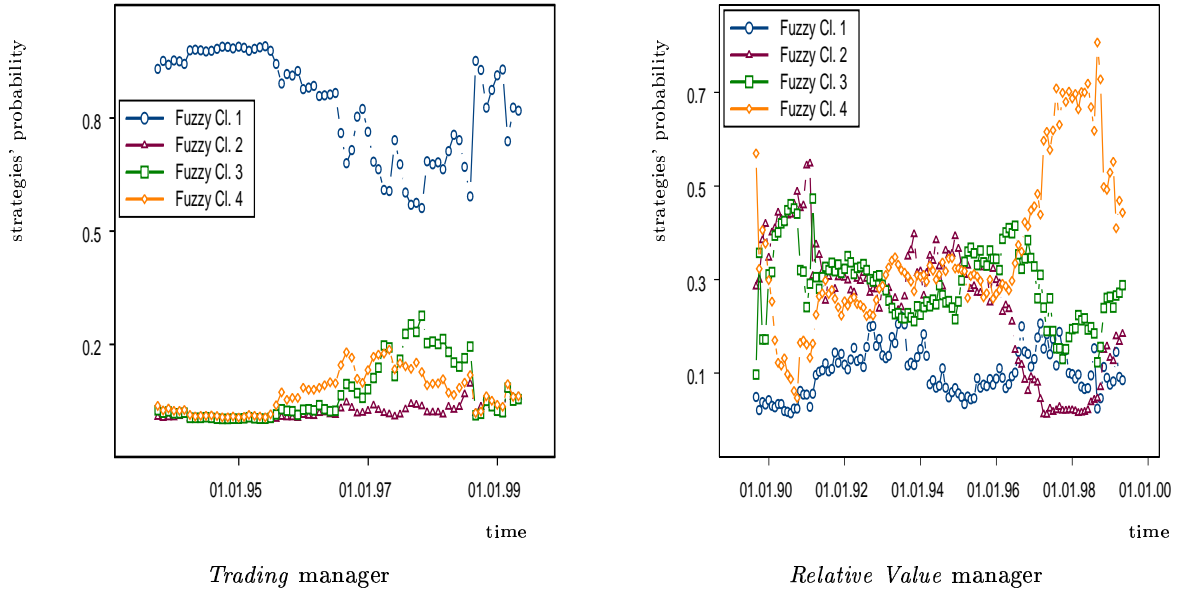 strategies' probability
0.8
0.5
0.2
Fuzzy Cl. 1
Fuzzy Cl. 2
Fuzzy Cl. 3
Fuzzy Cl. 4
01.01.95
01.01.97
01.01.99
time
Trading manager
strategies' probability
0.7
0.5
0.3
0.1
Fuzzy Cl. 1
Fuzzy Cl. 2
Fuzzy Cl. 3
Fuzzy Cl. 4
01.01.90
01.01.92
01.01.94
01.01.96
01.01.98
01.01.00
time
Relative Value manager